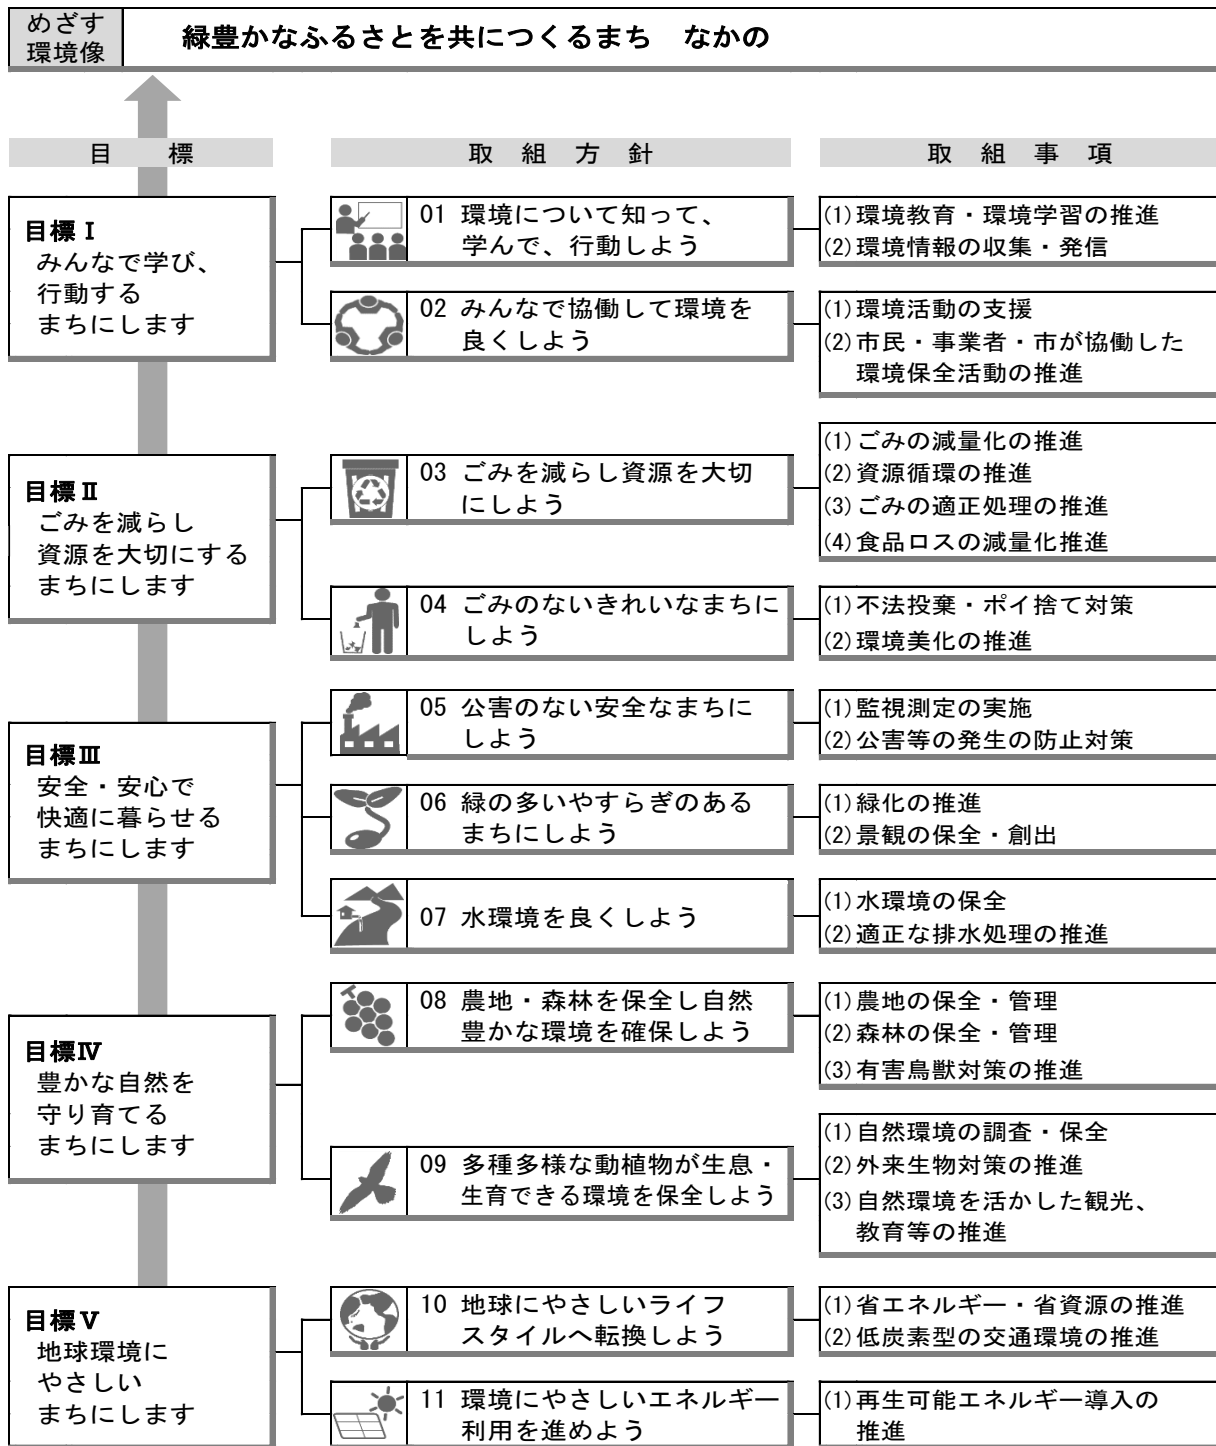 めざす
環境像
緑豊かなふるさとを共につくるまち　なかの
目　標
取　組　方　針
取　組　事　項
目標Ⅰ
みんなで学び、
行動する
まちにします
01 環境について知って、
学んで、行動しよう
(1)環境教育・環境学習の推進
(2)環境情報の収集・発信
02 みんなで協働して環境を
良くしよう
(1)環境活動の支援
(2)市民・事業者・市が協働した
環境保全活動の推進
目標Ⅱ
ごみを減らし
資源を大切にする
まちにします
03 ごみを減らし資源を大切
にしよう
(1)ごみの減量化の推進
(2)資源循環の推進
(3)ごみの適正処理の推進
(4)食品ロスの減量化推進
04 ごみのないきれいなまちに
しよう
(1)不法投棄・ポイ捨て対策
(2)環境美化の推進
目標Ⅲ
安全・安心で
快適に暮らせる
まちにします
05 公害のない安全なまちに
しよう
(1)監視測定の実施
(2)公害等の発生の防止対策
06 緑の多いやすらぎのある
まちにしよう
(1)緑化の推進
(2)景観の保全・創出
07 水環境を良くしよう
(1)水環境の保全
(2)適正な排水処理の推進
目標Ⅳ
豊かな自然を
守り育てる
まちにします
08 農地・森林を保全し自然
豊かな環境を確保しよう
(1)農地の保全・管理
(2)森林の保全・管理
(3)有害鳥獣対策の推進
09 多種多様な動植物が生息・
生育できる環境を保全しよう
(1)自然環境の調査・保全
(2)外来生物対策の推進
(3)自然環境を活かした観光、
教育等の推進
目標Ⅴ
地球環境に
やさしい
まちにします
10 地球にやさしいライフ
スタイルへ転換しよう
(1)省エネルギー・省資源の推進
(2)低炭素型の交通環境の推進
11 環境にやさしいエネルギー
利用を進めよう
(1)再生可能エネルギー導入の
推進